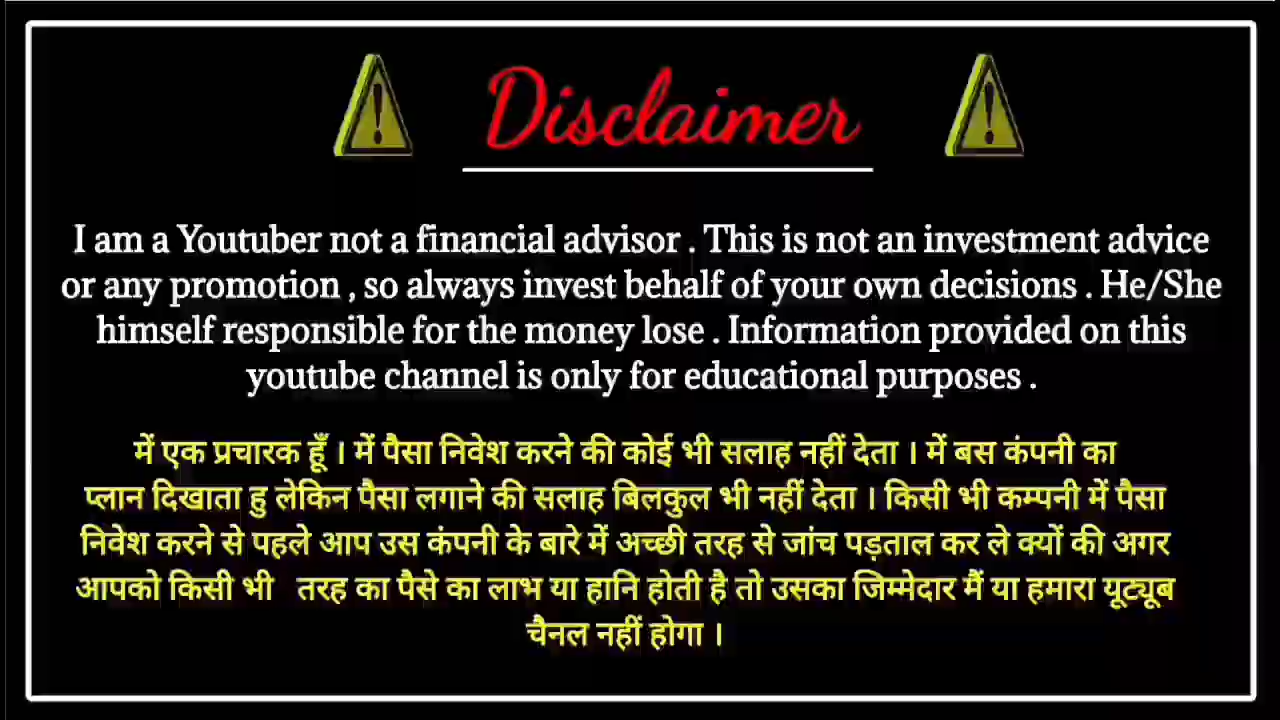 Disclaimer
I am a Youtuber not a financial advisor . This is not an investment advice
or any promotion , so always invest behalf of your own decisions . He/She
himself responsible for the money lose . Information provided on this
youtube channel is only for educational purposes .
में एक प्रचारक हूँ । में पैसा निवेश करने की कोई भी सलाह नहीं देता । में बस कंपनी का
प्लान दिखाता हु लेकिन पैसा लगाने की सलाह बिलकुल भी नहीं देता । किसी भी कम्पनी में पैसा
निवेश करने से पहले आप उस कंपनी के बारे में अच्छी तरह से जांच पड़ताल कर ले क्यों की अगर
आपको किसी भी तरह का पैसे का लाभ या हानि होती है तो उसका जिम्मेदार मैं या हमारा यूट्यूब
चैनल नहीं होगा ।